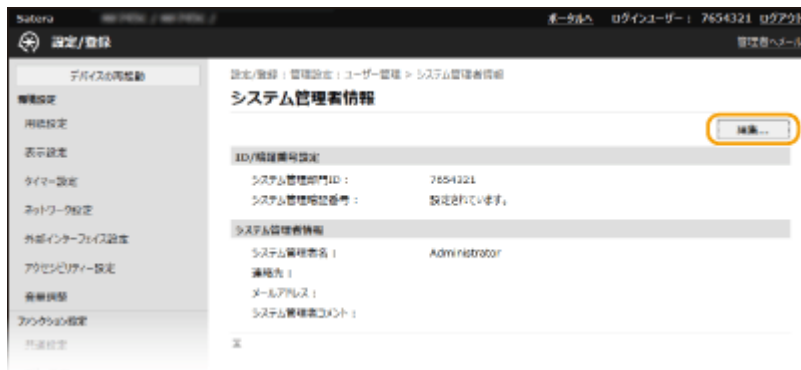 Satera
ポータルへ ログインユーザー： 7654321 ログアウト
設定/登録
管理者へメール
デバイスの再起動
設定/登録：管理設定：ユーザー管理 > システム管理者情報
環境設定
システム管理者情報
用紙設定
編集...
表示設定
ID/暗証番号設定
タイマー設定
システム管理部門ID： 7654321
システム管理暗証番号： 設定されています。
ネットワーク設定
外部インターフェイス設定
システム管理者情報
システム管理者名： Administrator
アクセシビリティー設定
連絡先：
メールアドレス：
音量調整
システム管理者コメント：
ファンクション設定
共通設定